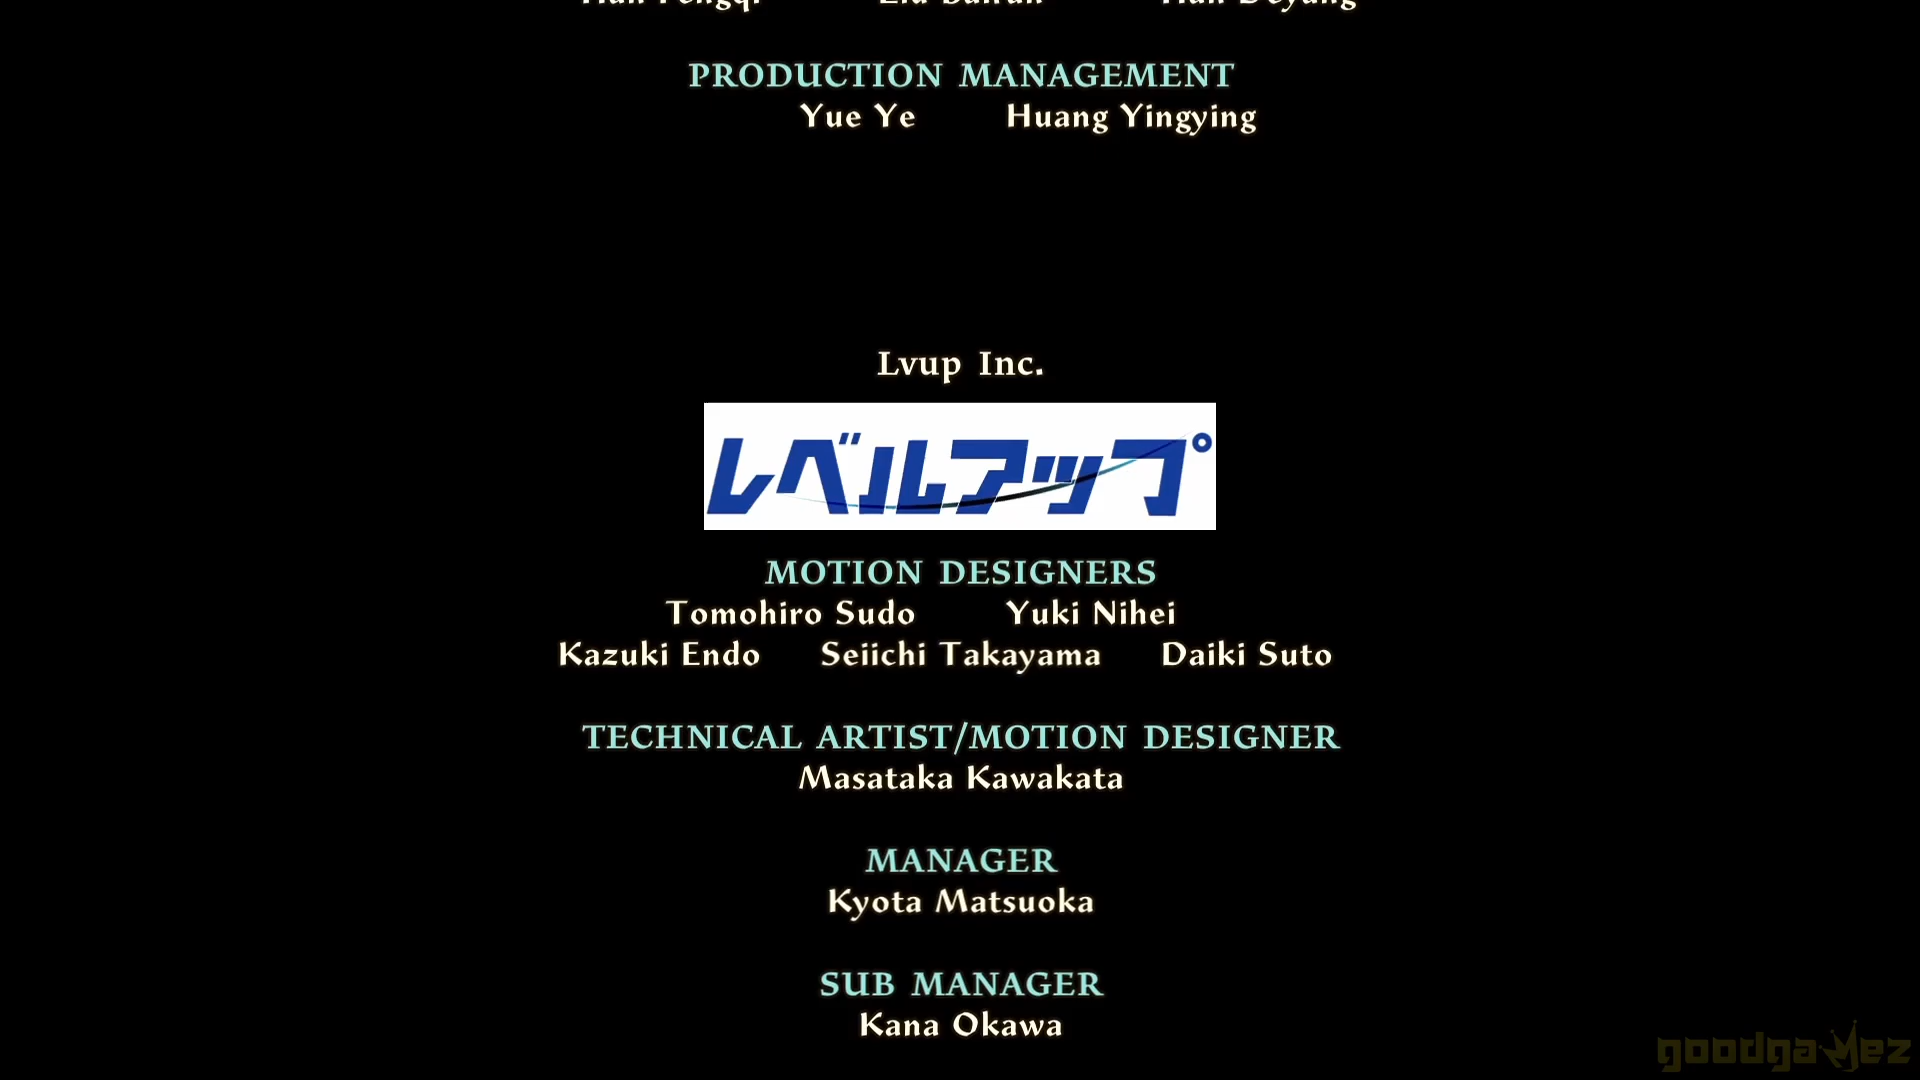 PRODUCTION MANAGEMENT
Yue Ye Huang Yingying
Lvup Inc.
レベルアップ
MOTION DESIGNERS
Tomohiro Sudo Yuki Nihei
Kazuki Endo Seiichi Takayama Daiki Suto
TECHNICAL ARTIST/MOTION DESIGNER
Masataka Kawakata
MANAGER
Kyota Matsuoka
SUB MANAGER
Kana Okawa
goodgamez